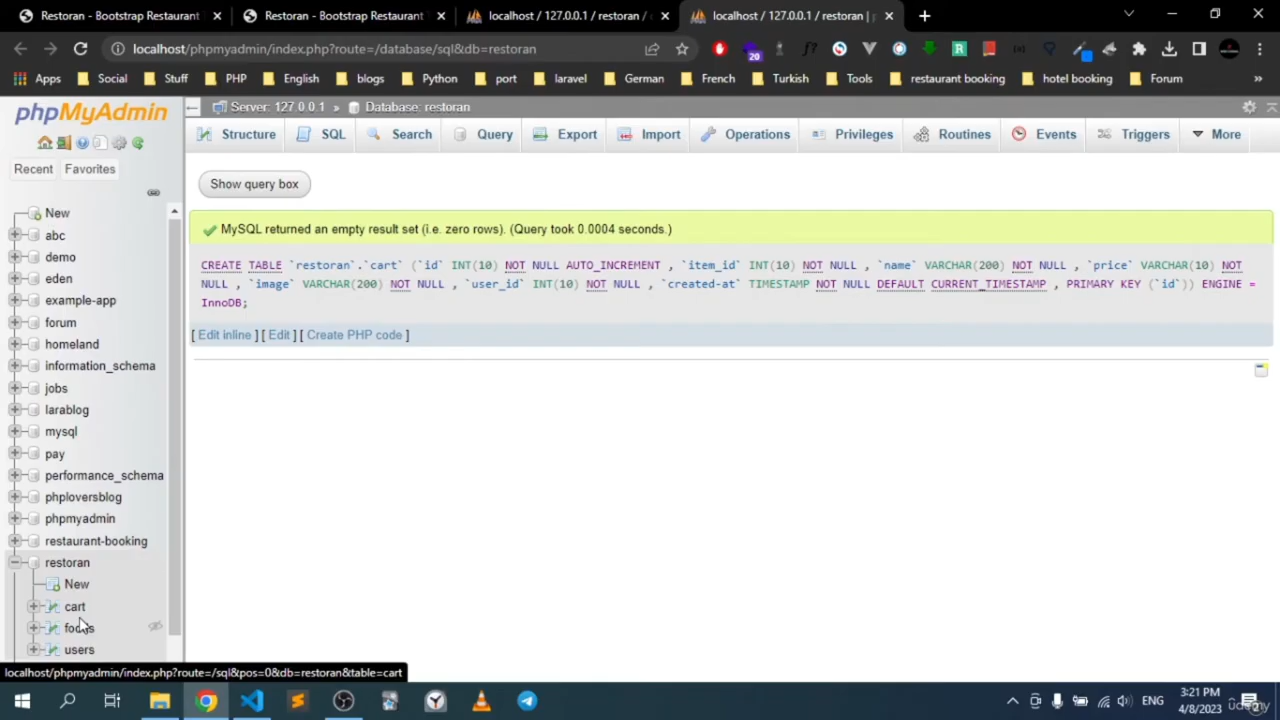 Restoran - Bootstrap Restaurant
Restoran - Bootstrap Restaurant
localhost / 127.0.0.1 / restoran /
localhost / 127.0.0.1 / restoran | p
localhost/phpmyadmin/index.php?route=/database/sql&db=restoran
20
Apps Social Stuff PHP English blogs Python port laravel German French Turkish Tools restaurant booking hotel booking Forum »
phpMyAdmin
Server: 127.0.0.1 » Database: restoran
Structure SQL Search Query Export Import Operations Privileges Routines Events Triggers More
Recent Favorites
Show query box
MySQL returned an empty result set (i.e. zero rows). (Query took 0.0004 seconds.)
CREATE TABLE `restoran`.`cart` (`id` INT(10) NOT NULL AUTO_INCREMENT , `item_id` INT(10) NOT NULL , `name` VARCHAR(200) NOT NULL , `price` VARCHAR(10) NOT
NULL , `image` VARCHAR(200) NOT NULL , `user_id` INT(10) NOT NULL , `created-at` TIMESTAMP NOT NULL DEFAULT CURRENT_TIMESTAMP , PRIMARY KEY (`id`)) ENGINE =
InnoDB;
[ Edit inline ] [ Edit ] [ Create PHP code ]
New
abc
demo
eden
example-app
forum
homeland
information_schema
jobs
larablog
mysql
pay
performance_schema
phploversblog
phpmyadmin
restaurant-booking
restoran
New
cart
foods
users
localhost/phpmyadmin/index.php?route=/sql&pos=0&db=restoran&table=cart
ENG
3:21 PM
4/8/2023
udemy